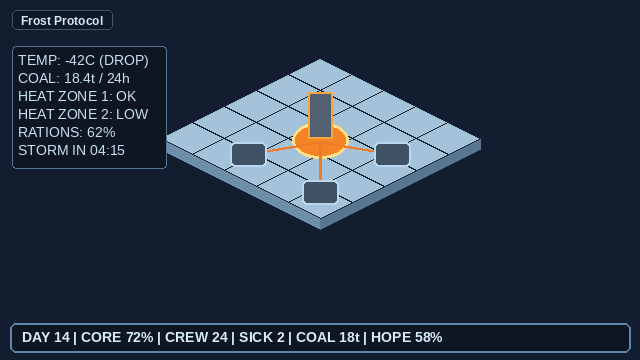 Frost Protocol
TEMP: -42C (DROP)
COAL: 18.4t / 24h
HEAT ZONE 1: OK
HEAT ZONE 2: LOW
RATIONS: 62%
STORM IN 04:15
DAY 14 | CORE 72% | CREW 24 | SICK 2 | COAL 18t | HOPE 58%